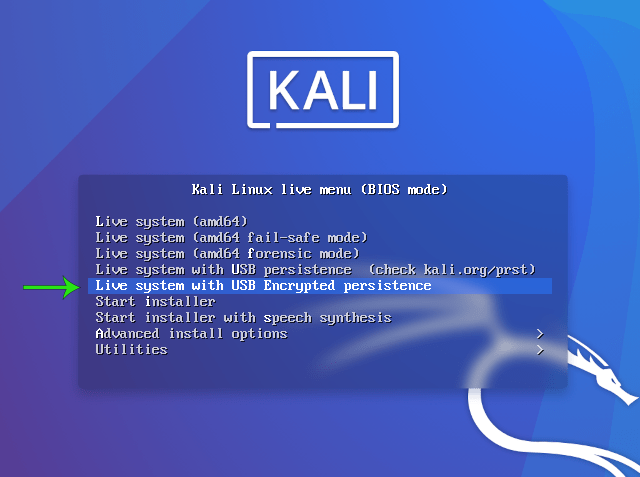 KALI
Kali Linux live menu (BIOS mode)
Live system (amd64)
Live system (amd64 fail-safe mode)
Live system (amd64 forensic mode)
Live system with USB persistence  (check kali.org/prst)
Live system with USB Encrypted persistence
Start installer
Start installer with speech synthesis
Advanced install options >
Utilities >